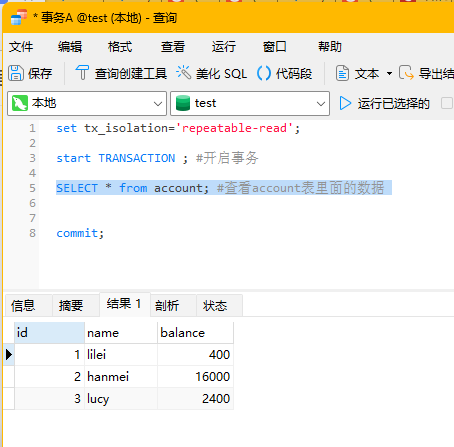 * 事务A @test (本地) - 查询
文件 编辑 格式 查看 运行 窗口 帮助
保存 查询创建工具 美化 SQL () 代码段 文本 导出结
本地 test 运行已选择的
1 set tx_isolation='repeatable-read';
2
3 start TRANSACTION ; #开启事务
4
5 SELECT * from account; #查看account表里面的数据
6
7
8 commit;
信息 摘要 结果 1 剖析 状态
id name balance
1 lilei 400
2 hanmei 16000
3 lucy 2400